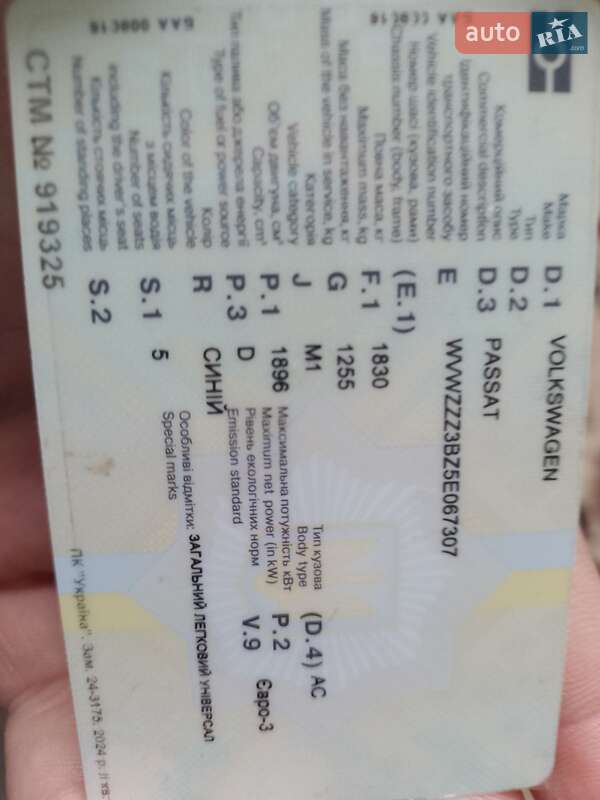 auto RIA
.com
Марка
Make
D.1 VOLKSWAGEN
Тип
Type
D.2
Комерційний опис
Commercial description
D.3 PASSAT
Ідентифікаційний номер
транспортного засобу
Vehicle identification number
E WVWZZZ3BZ5E067307
Номер шасі (кузова, рами)
Chassis number (body, frame)
(E.1)
Повна маса, кг
Maximum mass, kg
F.1 1830
Маса без навантаження, кг
Mass of the vehicle in service, kg
G 1255
Категорія
Vehicle category
J M1
Тип кузова
Body type
(D.4) AC
Об'єм двигуна, см³
Capacity, cm³
P.1 1896
Максимальна потужність кВт
Maximum net power (in kW)
P.2
Тип палива або джерела енергії
Type of fuel or power source
P.3 D
Рівень екологічних норм
Emission standard
V.9 Євро-3
Колір
Color of the vehicle
R СИНІЙ
Кількість сидячих місць
з місцем водія
Number of seats
including the driver's seat
S.1 5
Особливі відмітки: ЗАГАЛЬНИЙ ЛЕГКОВИЙ УНІВЕРСАЛ
Special marks
Кількість стоячих місць
Number of standing places
S.2
СТМ № 919325
ПК "Україна". Зам. 24-3175. 2024 р. II кв.